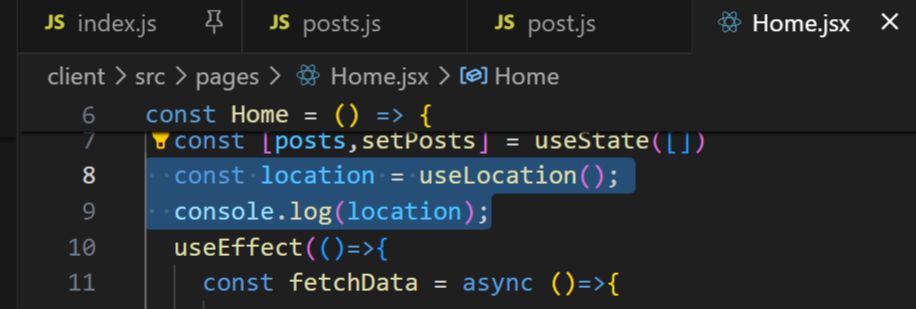 JS index.js JS posts.js JS post.js Home.jsx ×
client > src > pages > Home.jsx > Home
6 const Home = () => {
7 const [posts,setPosts] = useState([])
8 const location = useLocation();
9 console.log(location);
10 useEffect(()=>{
11 const fetchData = async ()=>{